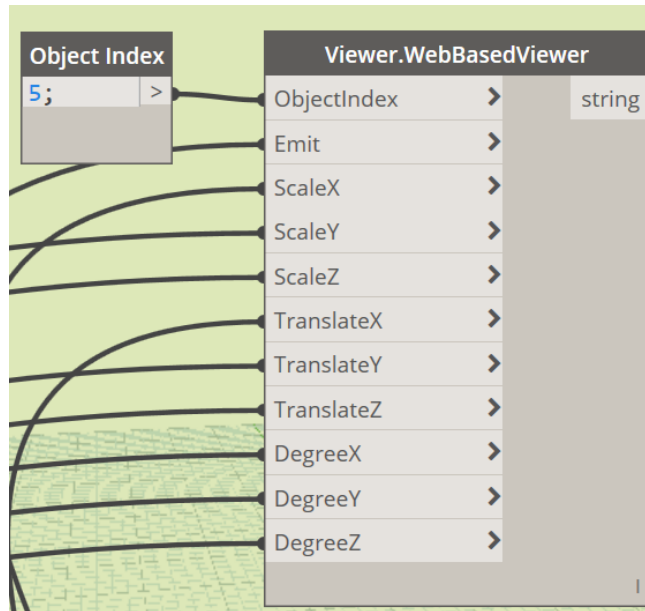 Object Index
5;
>
Viewer.WebBasedViewer
ObjectIndex
string
Emit
ScaleX
ScaleY
ScaleZ
TranslateX
TranslateY
TranslateZ
DegreeX
DegreeY
DegreeZ
I